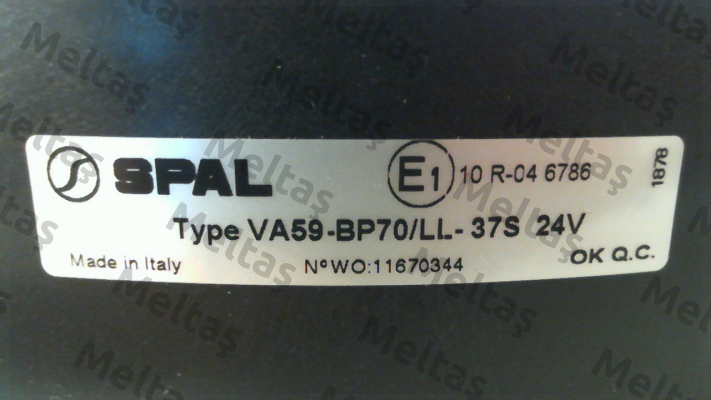 SPAL E1 10 R-04 6786
1878
Type VA59-BP70/LL-37S 24V
Made in Italy N°WO:11670344 OK Q.C.
Meltaş